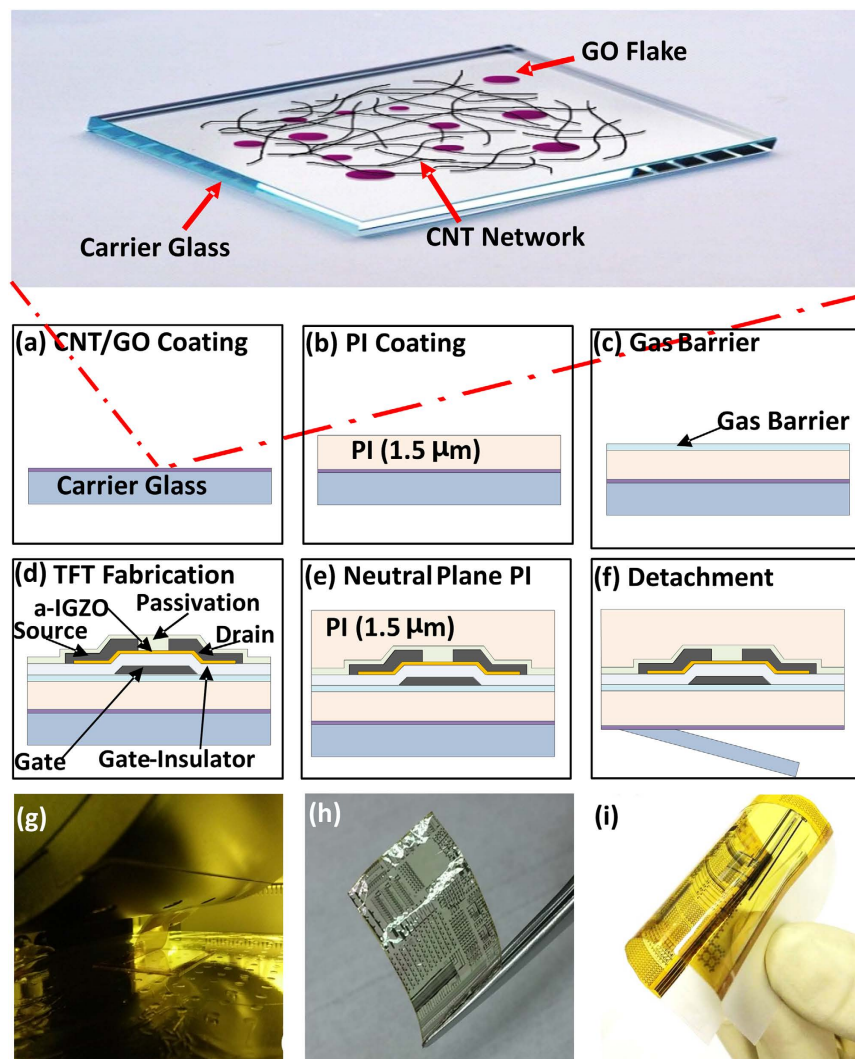 GO Flake
Carrier Glass
CNT Network
(a) CNT/GO Coating
Carrier Glass
(b) PI Coating
PI (1.5 μm)
(c) Gas Barrier
Gas Barrier
(d) TFT Fabrication
a-IGZO
Passivation
Source
Drain
Gate
Gate-Insulator
(e) Neutral Plane PI
PI (1.5 μm)
(f) Detachment
(g)
(h)
(i)